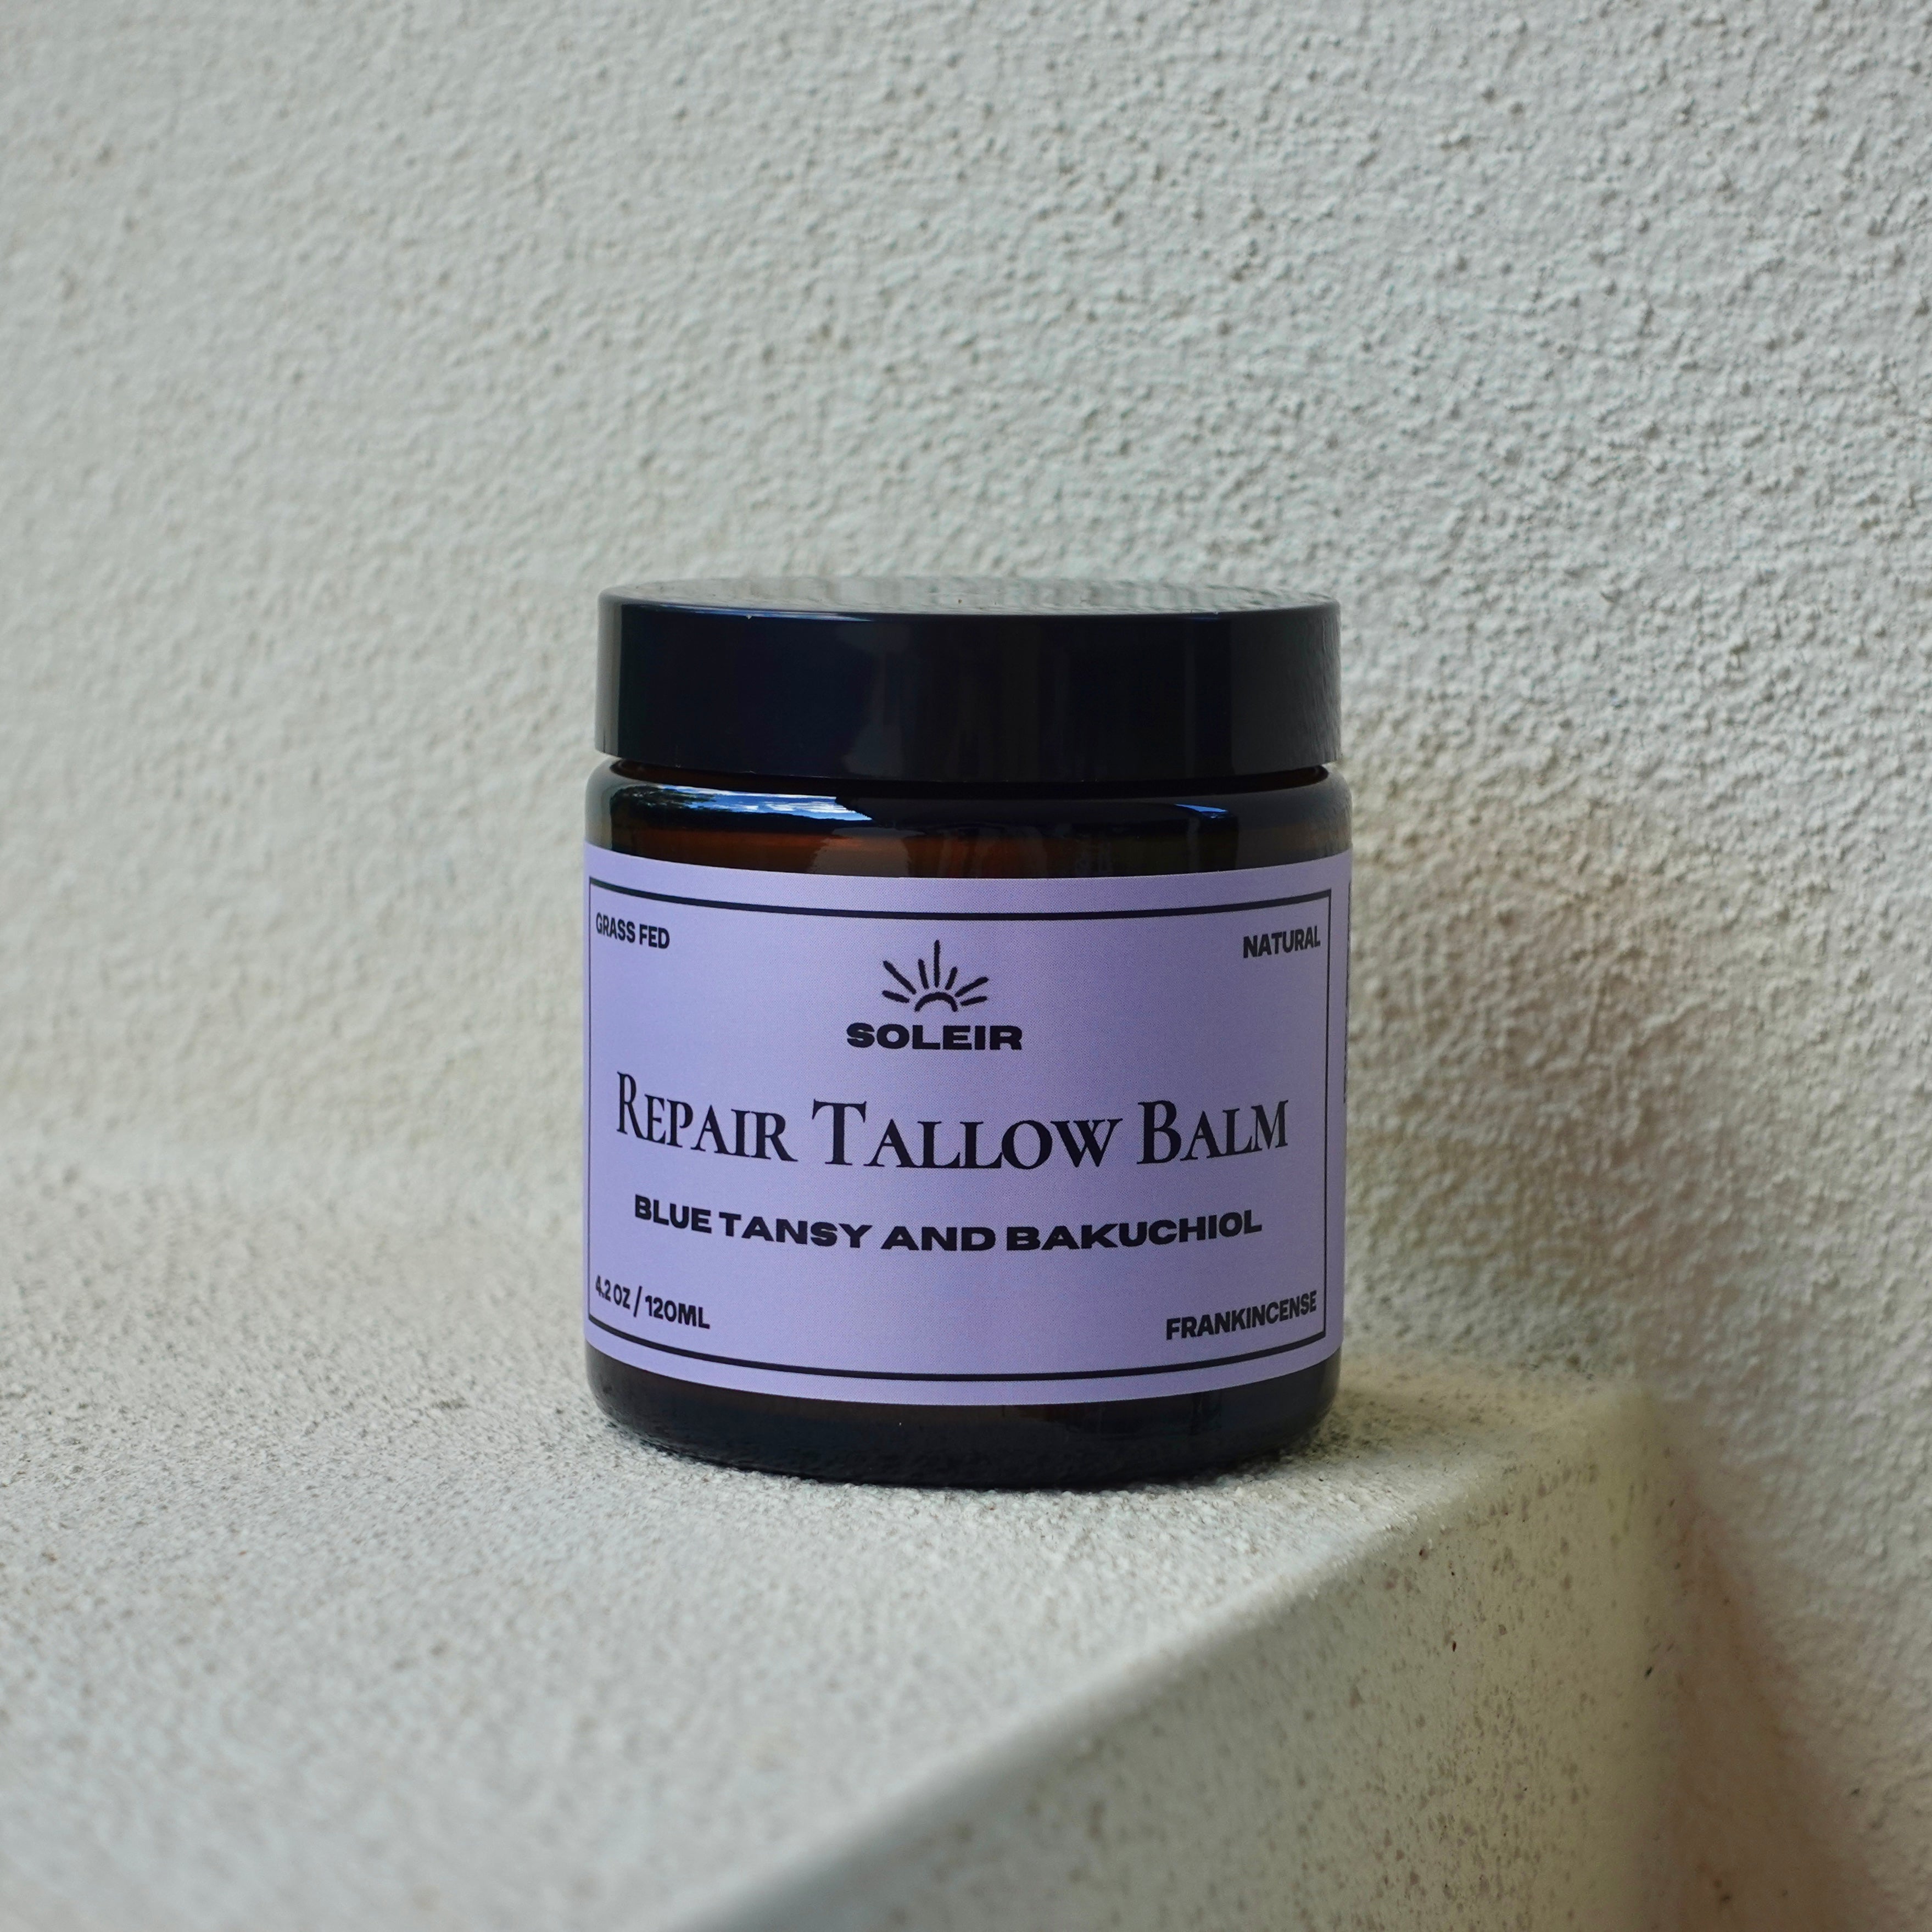 GRASS FED
NATURAL
SOLEIR
REPAIR TALLOW BALM
BLUE TANSY AND BAKUCHIOL
4.2 OZ / 120ML
FRANKINCENSE